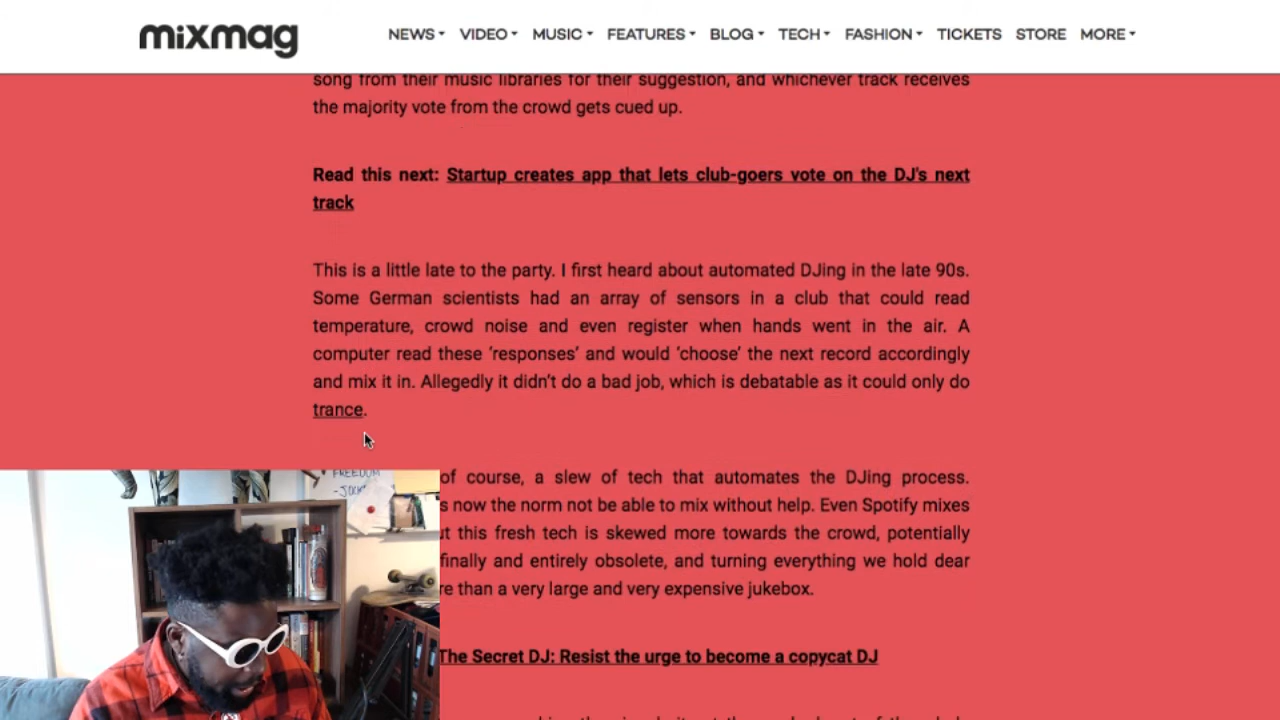 mixmag
NEWS VIDEO MUSIC FEATURES BLOG TECH FASHION TICKETS STORE MORE
song from their music libraries for their suggestion, and whichever track receives
the majority vote from the crowd gets cued up.
Read this next: Startup creates app that lets club-goers vote on the DJ's next
track
This is a little late to the party. I first heard about automated DJing in the late 90s.
Some German scientists had an array of sensors in a club that could read
temperature, crowd noise and even register when hands went in the air. A
computer read these ‘responses’ and would ‘choose’ the next record accordingly
and mix it in. Allegedly it didn’t do a bad job, which is debatable as it could only do
trance.
of course, a slew of tech that automates the DJing process.
now the norm not be able to mix without help. Even Spotify mixes
this fresh tech is skewed more towards the crowd, potentially
finally and entirely obsolete, and turning everything we hold dear
than a very large and very expensive jukebox.
The Secret DJ: Resist the urge to become a copycat DJ
FREEDOM